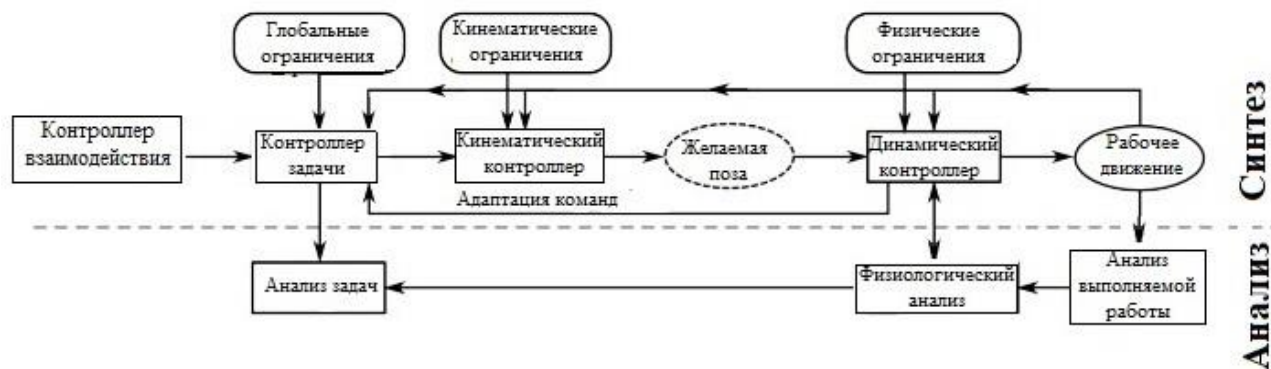 Глобальные
ограничения
Кинематические
ограничения
Физические
ограничения
Контроллер
взаимодействия
Контроллер
задачи
Кинематический
контроллер
Желаемая
поза
Динамический
контроллер
Рабочее
движение
Синтез
Адаптация команд
Анализ задач
Физиологический
анализ
Анализ
выполняемой
работы
Анализ